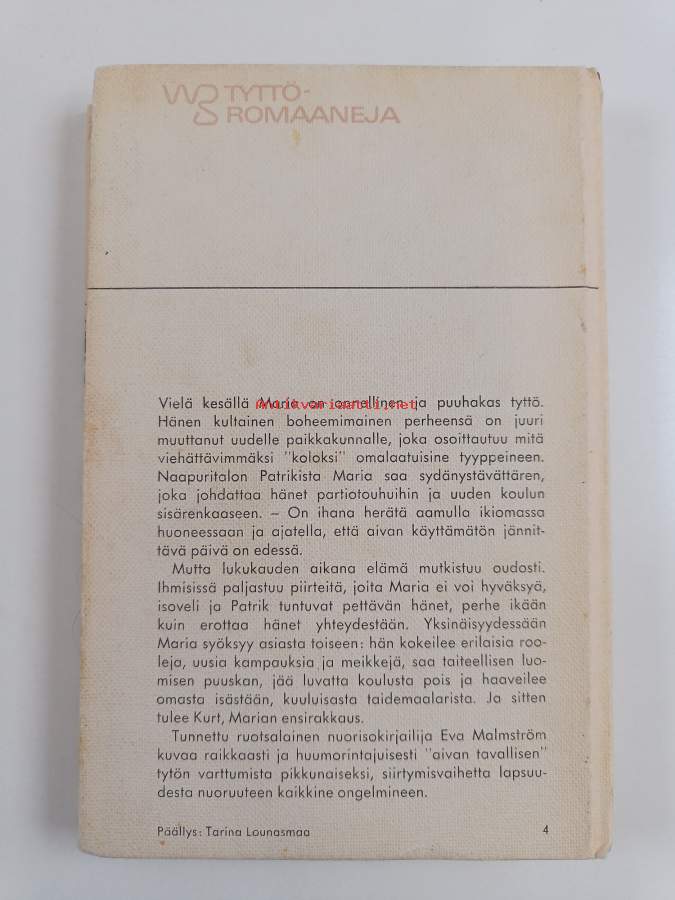 WS TYTTÖ-
ROMAANEJA
Vielä kesällä Maria on onnellinen ja puuhakas tyttö.
Antikvariaatti.net
Hänen kultainen boheemimainen perheensä on juuri
muuttanut uudelle paikkakunnalle, joka osoittautuu mitä
viehättävimmäksi "koloksi" omalaatuisine tyyppeineen.
Naapuritalon Patrikista Maria saa sydänystävättären,
joka johdattaa hänet partiotouhuihin ja uuden koulun
sisärenkaaseen. – On ihana herätä aamulla ikiomassa
huoneessaan ja ajatella, että aivan käyttämätön jännit-
tävä päivä on edessä.
Mutta lukukauden aikana elämä mutkistuu oudosti.
Ihmisissä paljastuu piirteitä, joita Maria ei voi hyväksyä,
isoveli ja Patrik tuntuvat pettävän hänet, perhe ikään
kuin erottaa hänet yhteydestään. Yksinäisyydessään
Maria syöksyy asiasta toiseen: hän kokeilee erilaisia roo-
leja, uusia kampauksia ja meikkejä, saa taiteellisen luo-
misen puuskan, jää luvatta koulusta pois ja haaveilee
omasta isästään, kuuluisasta taidemaalarista. Ja sitten
tulee Kurt, Marian ensirakkaus.
Tunnettu ruotsalainen nuorisokirjailija Eva Malmström
kuvaa raikkaasti ja huumorintajuisesti "aivan tavallisen"
tytön varttumista pikkunaiseksi, siirtymisvaihetta lapsuu-
desta nuoruuteen kaikkine ongelmineen.
Päällys: Tarina Lounasmaa 4